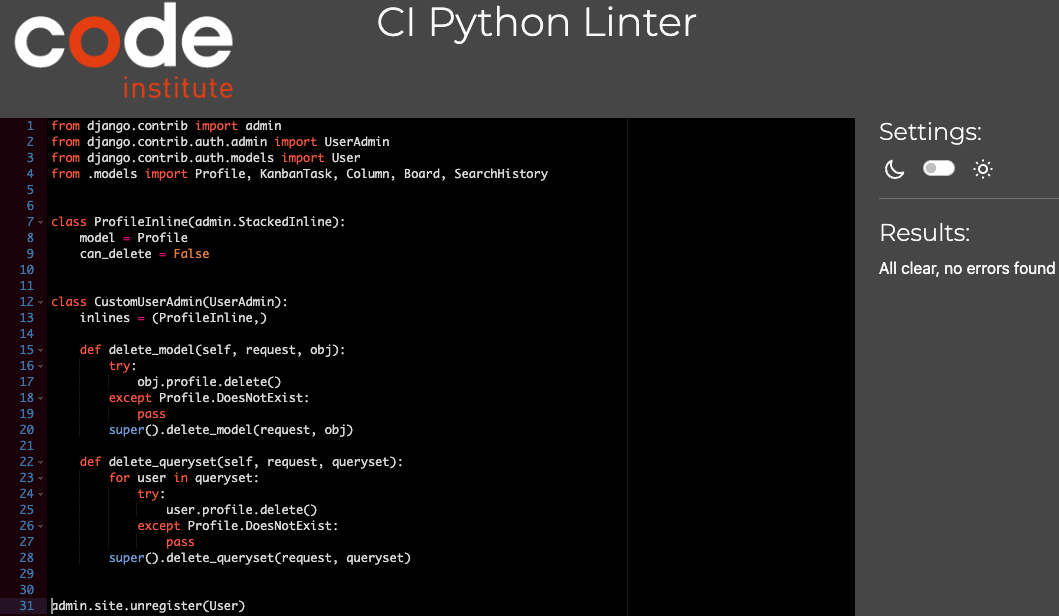 code
institute
CI Python Linter
1 from django.contrib import admin
2 from django.contrib.auth.admin import UserAdmin
3 from django.contrib.auth.models import User
4 from .models import Profile, KanbanTask, Column, Board, SearchHistory
5
6
7 class ProfileInline(admin.StackedInline):
8     model = Profile
9     can_delete = False
10
11
12 class CustomUserAdmin(UserAdmin):
13     inlines = (ProfileInline,)
14
15     def delete_model(self, request, obj):
16         try:
17             obj.profile.delete()
18         except Profile.DoesNotExist:
19             pass
20         super().delete_model(request, obj)
21
22     def delete_queryset(self, request, queryset):
23         for user in queryset:
24             try:
25                 user.profile.delete()
26             except Profile.DoesNotExist:
27                 pass
28         super().delete_queryset(request, queryset)
29
30
31 admin.site.unregister(User)
Settings:
Results:
All clear, no errors found